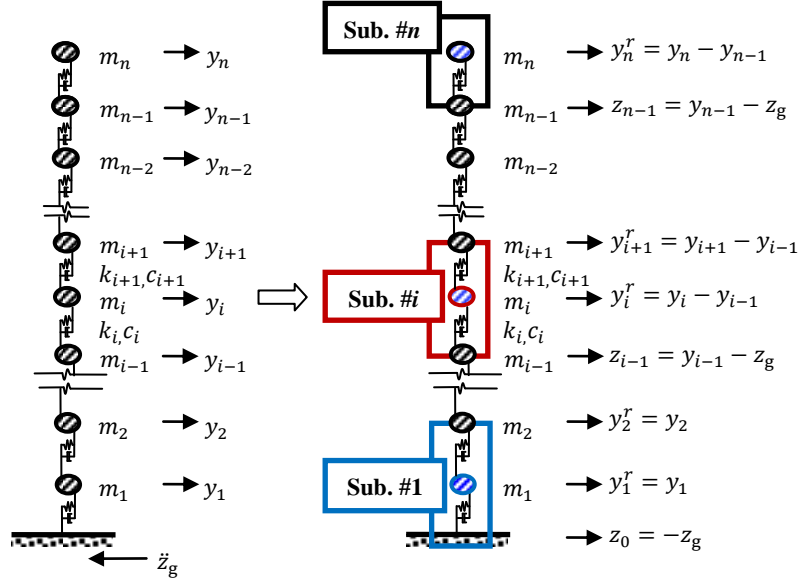 Sub. #n
m_n → y_n
m_n → y_n^r = y_n − y_{n−1}
m_{n−1} → y_{n−1}
m_{n−1} → z_{n−1} = y_{n−1} − z_g
m_{n−2} → y_{n−2}
m_{n−2}
m_{i+1} → y_{i+1}
m_{i+1} → y_{i+1}^r = y_{i+1} − y_{i−1}
k_{i+1},c_{i+1}
k_{i+1},c_{i+1}
Sub. #i
m_i → y_i
m_i → y_i^r = y_i − y_{i−1}
k_i,c_i
k_i,c_i
m_{i−1} → y_{i−1}
m_{i−1} → z_{i−1} = y_{i−1} − z_g
m_2 → y_2
m_2 → y_2^r = y_2
Sub. #1
m_1 → y_1
m_1 → y_1^r = y_1
z̈_g
→ z_0 = −z_g